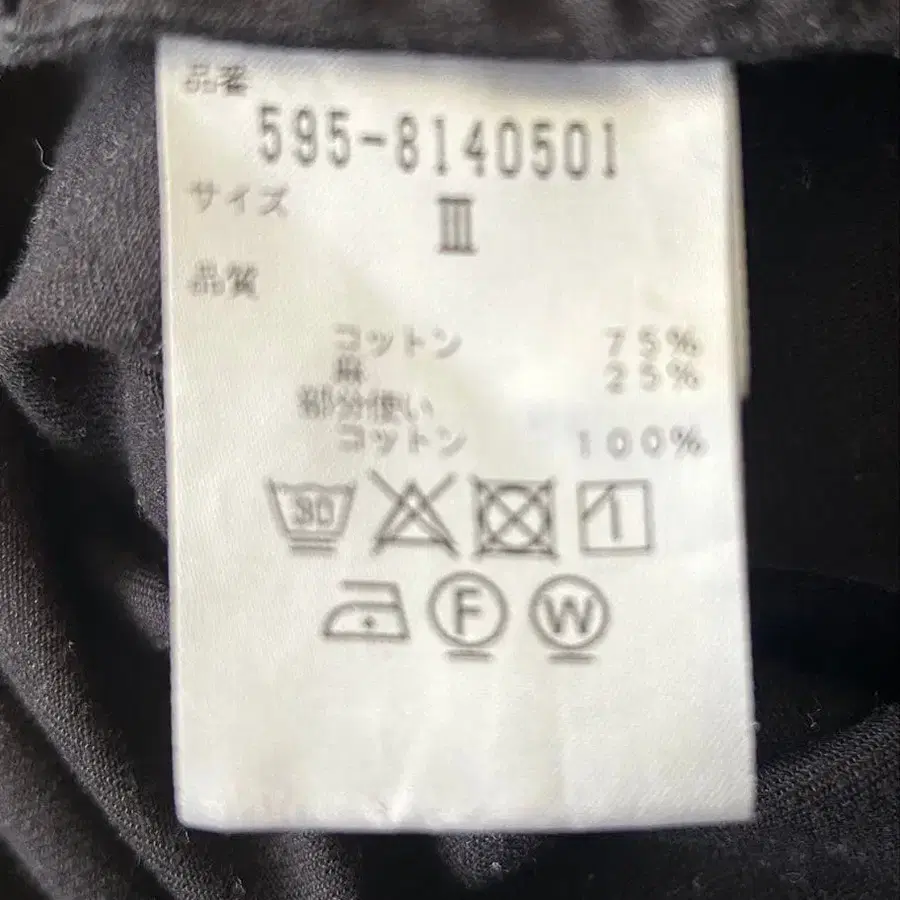 品番
595-8140501
サイズ
III
品質
コットン 75%
麻 25%
部分使い
コットン 100%
30
F W